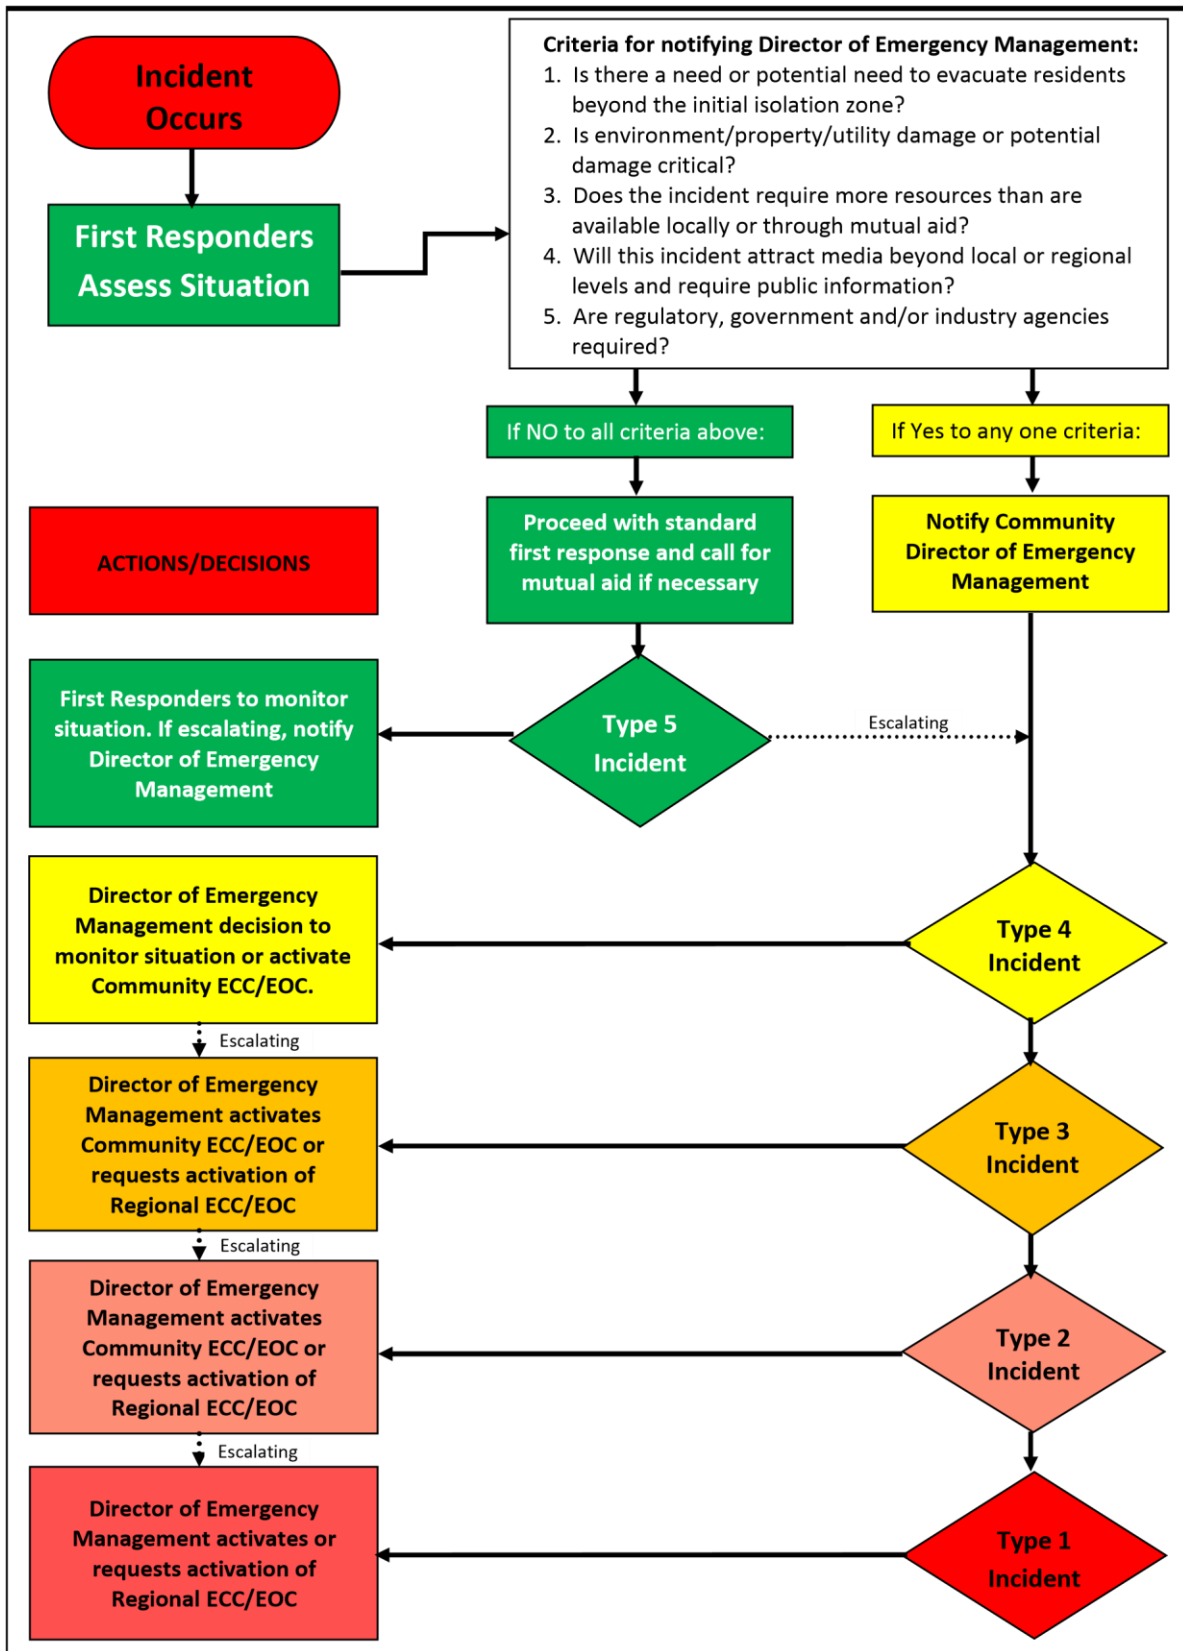 Incident
Occurs
First Responders
Assess Situation
Criteria for notifying Director of Emergency Management:
1. Is there a need or potential need to evacuate residents
beyond the initial isolation zone?
2. Is environment/property/utility damage or potential
damage critical?
3. Does the incident require more resources than are
available locally or through mutual aid?
4. Will this incident attract media beyond local or regional
levels and require public information?
5. Are regulatory, government and/or industry agencies
required?
If NO to all criteria above:
If Yes to any one criteria:
Proceed with standard
first response and call for
mutual aid if necessary
Notify Community
Director of Emergency
Management
ACTIONS/DECISIONS
First Responders to monitor
situation. If escalating, notify
Director of Emergency
Management
Type 5
Incident
Escalating
Director of Emergency
Management decision to
monitor situation or activate
Community ECC/EOC.
Type 4
Incident
Escalating
Director of Emergency
Management activates
Community ECC/EOC or
requests activation of
Regional ECC/EOC
Type 3
Incident
Escalating
Director of Emergency
Management activates
Community ECC/EOC or
requests activation of
Regional ECC/EOC
Type 2
Incident
Escalating
Director of Emergency
Management activates or
requests activation of
Regional ECC/EOC
Type 1
Incident